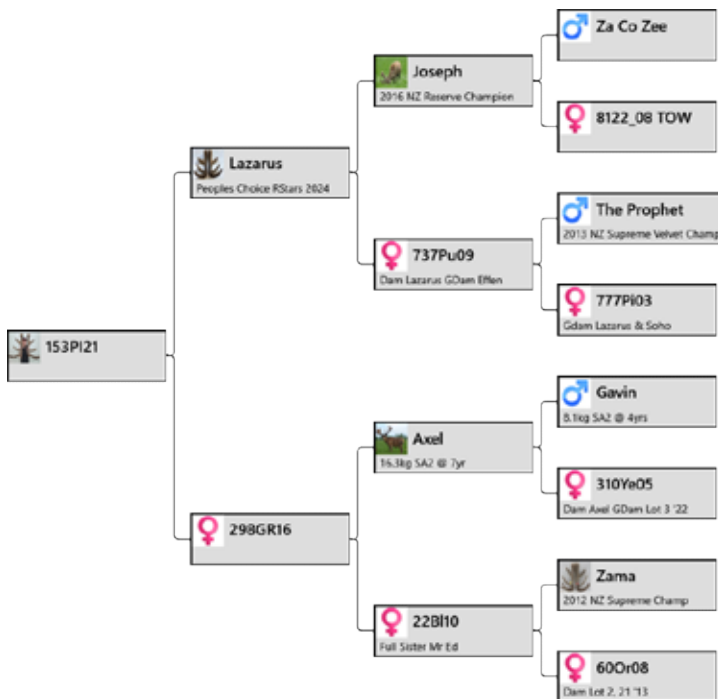 Za Co Zee
Joseph
2016 NZ Reserve Champion
8122_08 TOW
Lazarus
Peoples Choice RStars 2024
The Prophet
2013 NZ Supreme Velvet Champ
737Pu09
Dam Lazarus GDam Effen
777Pi03
Gdam Lazarus & Soho
153PI21
Gavin
8.1kg SA2 @ 4yrs
Axel
16.3kg SA2 @ 7yr
310Ye05
Dam Axel GDam Lot 3 '22
298GR16
Zama
2012 NZ Supreme Champ
22Bl10
Full Sister Mr Ed
60Or08
Dam Lot 2, 21 '13